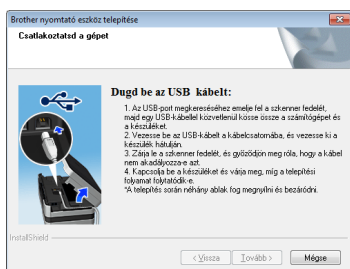 Brother nyomtató eszköz telepítése
Csatlakoztatsd a gépet
Dugd be az USB kábelt:
1. Az USB-port megkereséséhez emelje fel a szkenner fedelét,
majd egy USB-kábellel közvetlenül kösse össze a számítógépet és
a készüléket.
2. Vezesse be az USB-kábelt a kábelcsatornába, és vezesse ki a
készülék hátulján.
3. Zárja le a szkenner fedelét, és győződjön meg róla, hogy a kábel
nem akadályozza-e azt.
4. Kapcsolja be a készüléket és várja meg, míg a telepítési
folyamat folytatódik-e.
*A telepítés során néhány ablak fog megnyílni és bezáródni.
InstallShield
< Vissza Tovább > Mégse